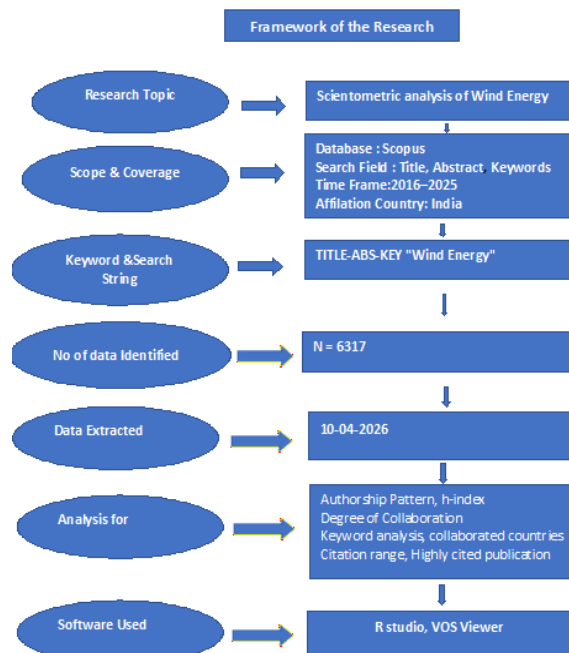 Framework of the Research
Research Topic
Scientometric analysis of Wind Energy
Scope & Coverage
Database : Scopus
Search Field : Title, Abstract, Keywords
Time Frame:2016–2025
Affilation Country: India
Keyword &Search
String
TITLE-ABS-KEY "Wind Energy"
No of data Identified
N = 6317
Data Extracted
10-04-2026
Analysis for
Authorship Pattern, h-index
Degree of Collaboration
Keyword analysis, collaborated countries
Citation range, Highly cited publication
Software Used
R studio, VOS Viewer